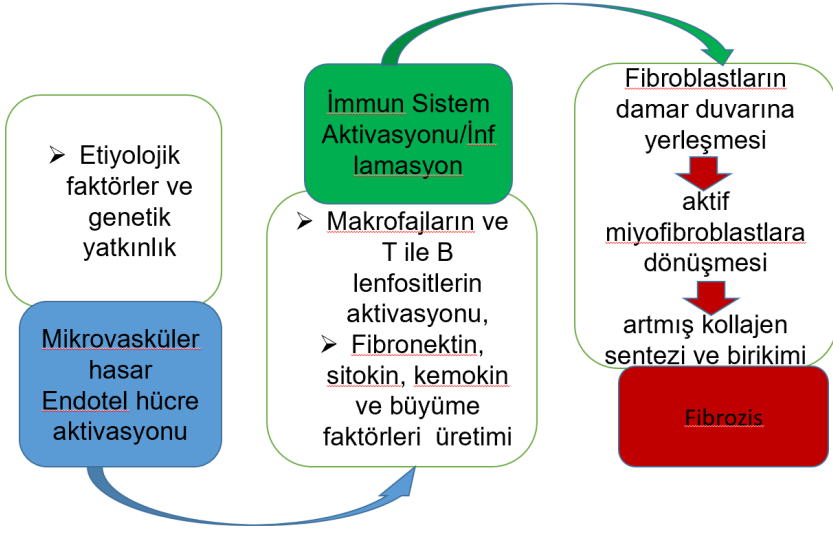 ➢ Etiyolojik
faktörler ve
genetik
yatkınlık
Mikrovasküler
hasar
Endotel hücre
aktivasyonu
İmmun Sistem
Aktivasyonu/İnf
lamasyon
➢ Makrofajların ve
T ile B
lenfositlerin
aktivasyonu,
➢ Fibronektin,
sitokin, kemokin
ve büyüme
faktörleri üretimi
Fibroblastların
damar duvarına
yerleşmesi
aktif
miyofibroblastlara
dönüşmesi
artmış kollajen
sentezi ve birikimi
Fibrozis